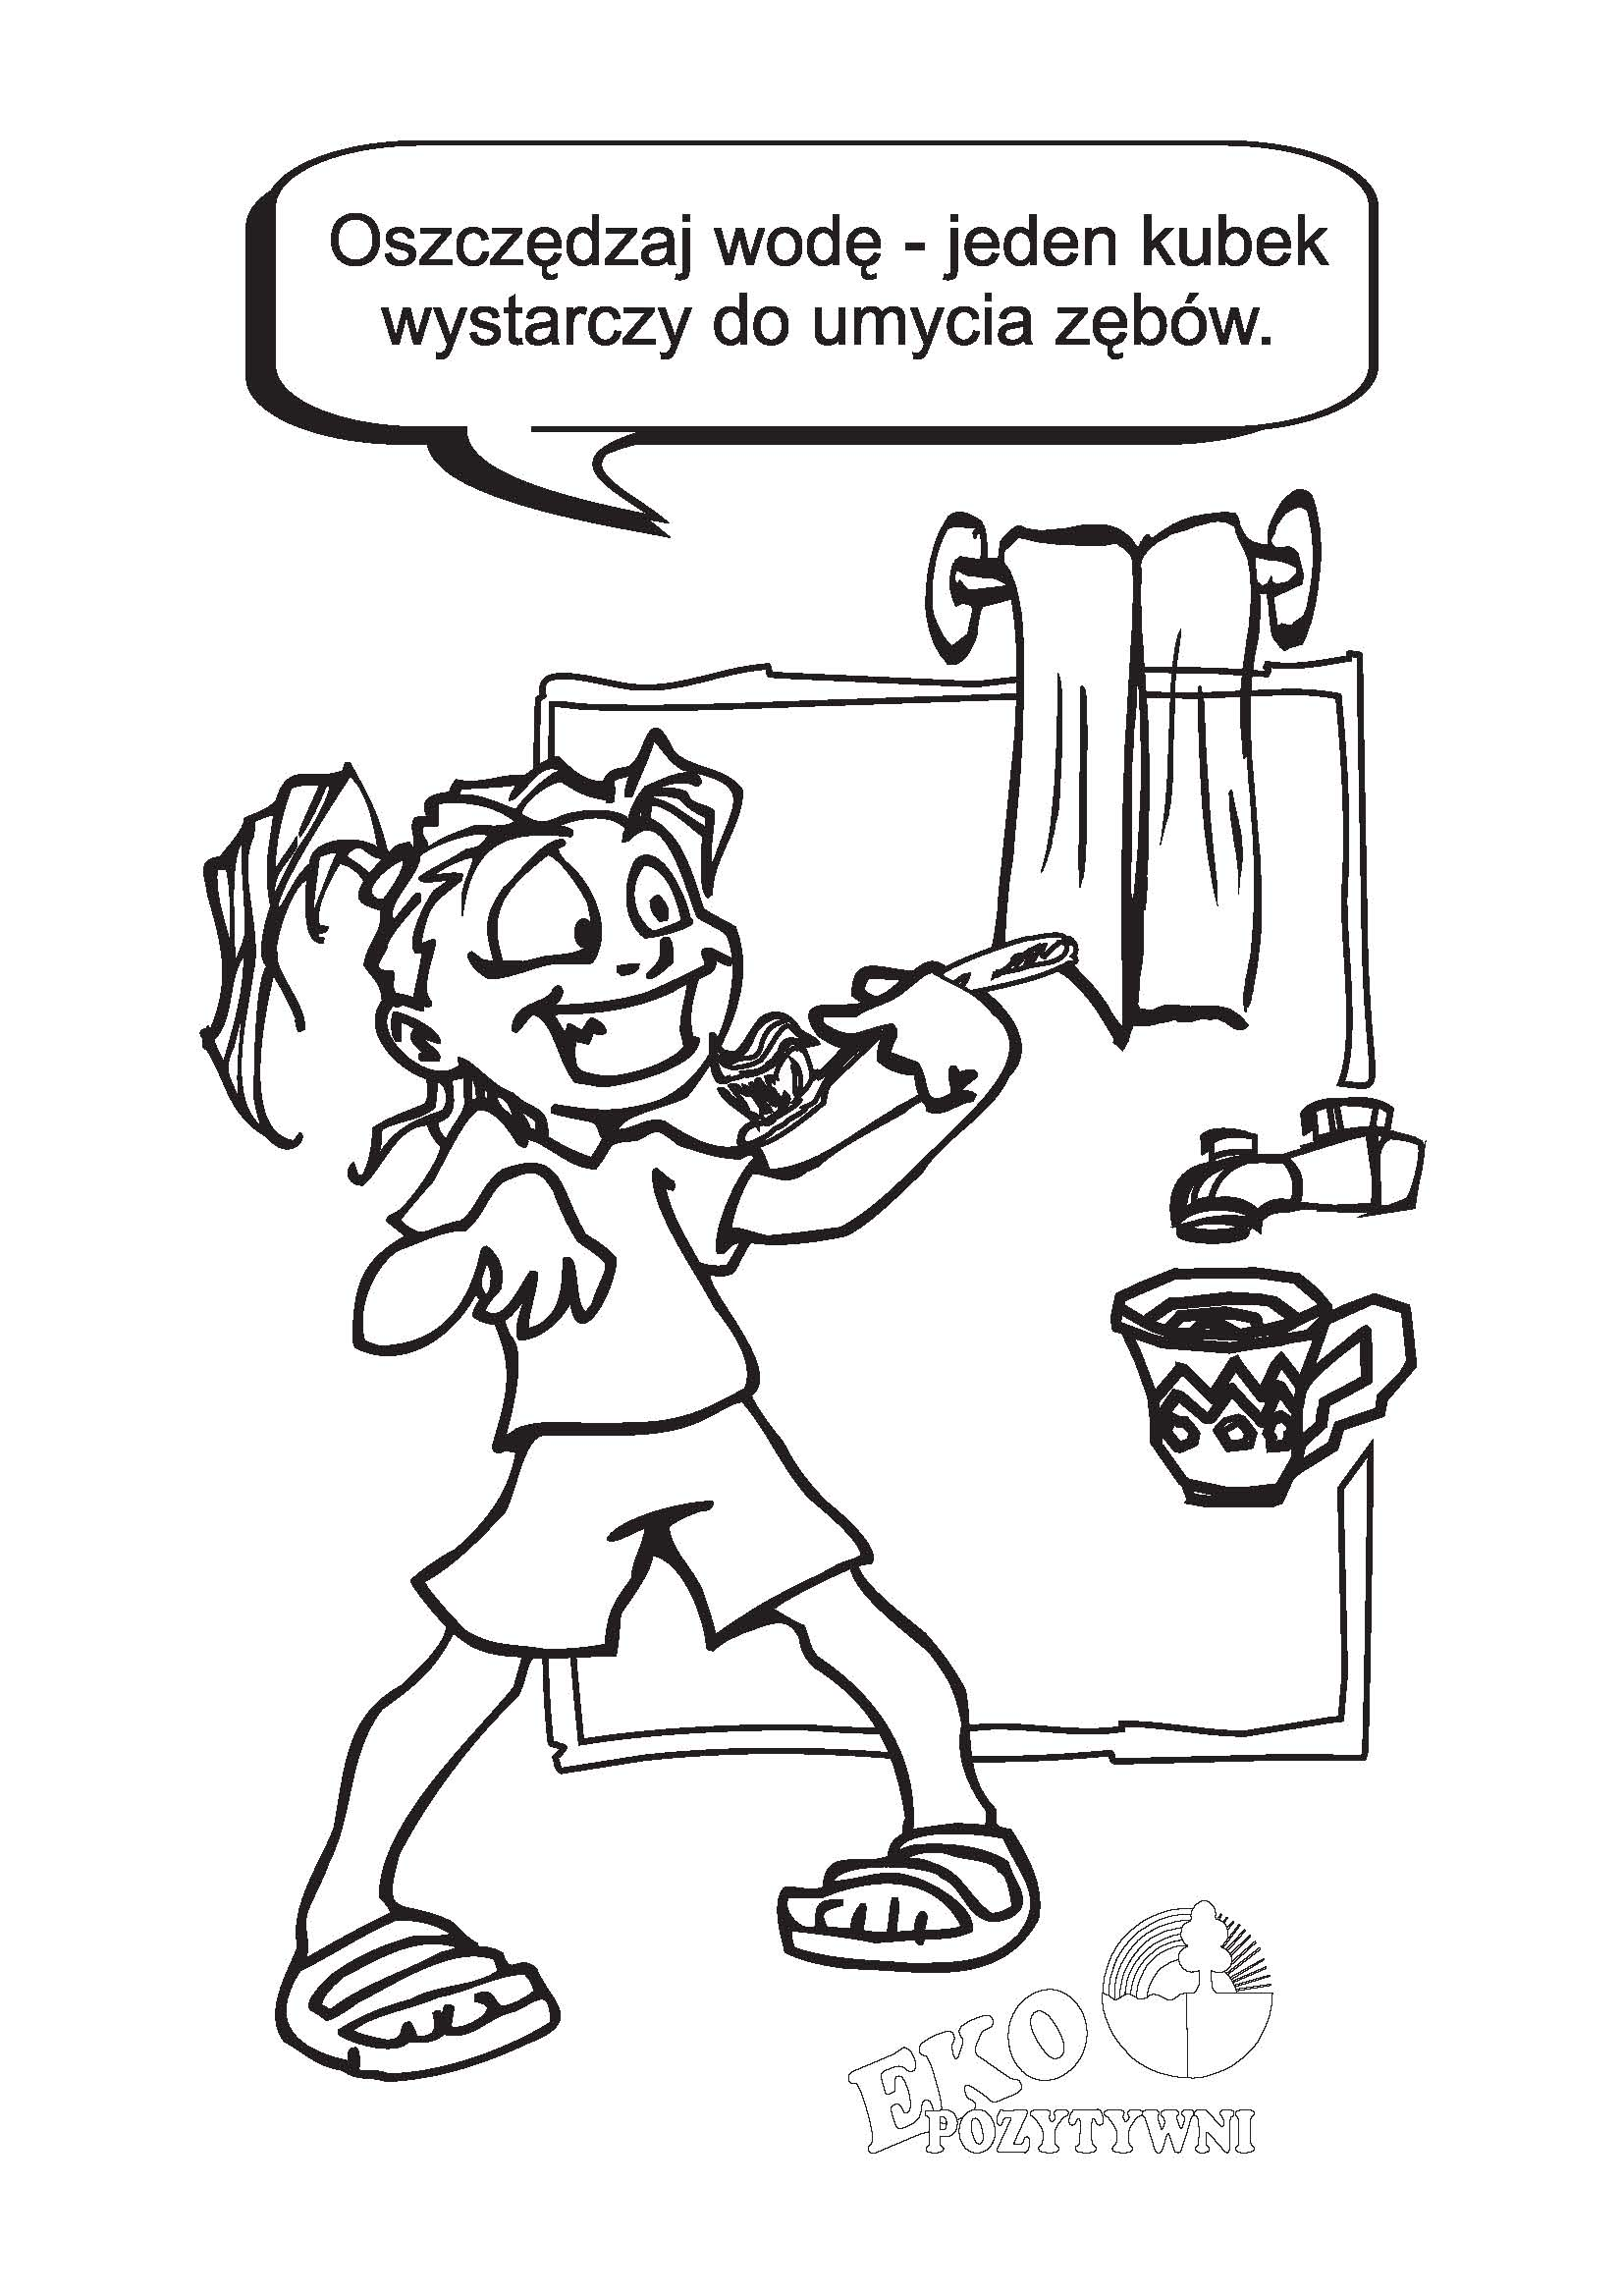 Oszczędzaj wodę - jeden kubek
wystarczy do umycia zębów.
EKO
POZYTYWNI